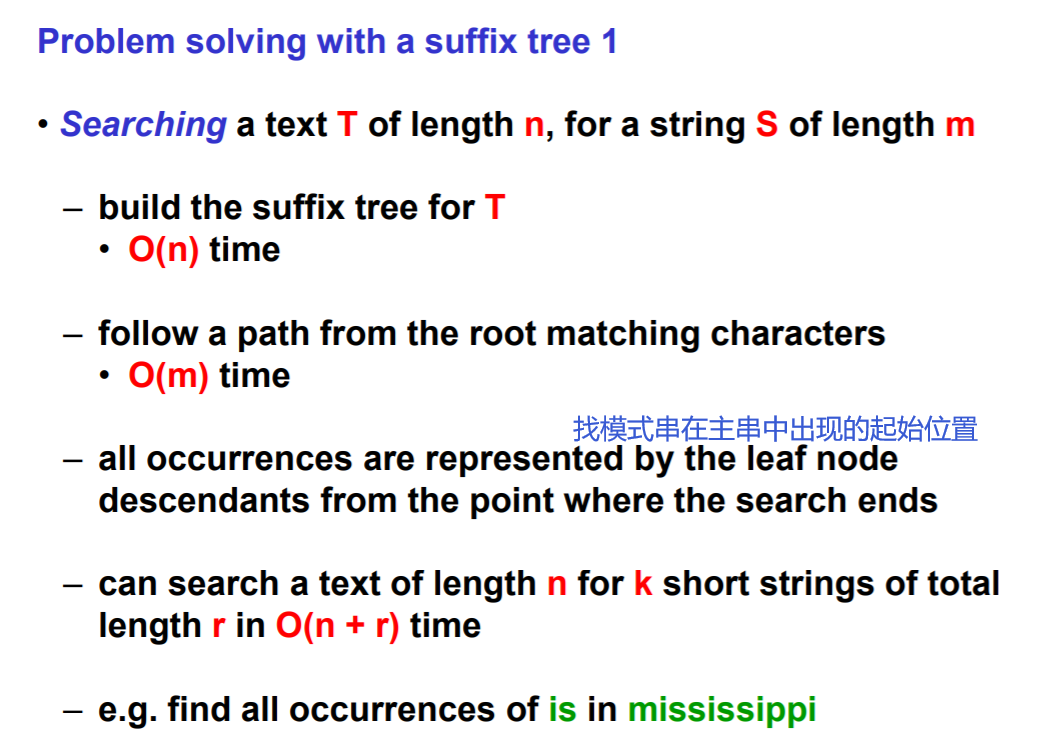 Problem solving with a suffix tree 1
• Searching a text T of length n, for a string S of length m
– build the suffix tree for T
• O(n) time
– follow a path from the root matching characters
• O(m) time
找模式串在主串中出现的起始位置
– all occurrences are represented by the leaf node
descendants from the point where the search ends
– can search a text of length n for k short strings of total
length r in O(n + r) time
– e.g. find all occurrences of is in mississippi